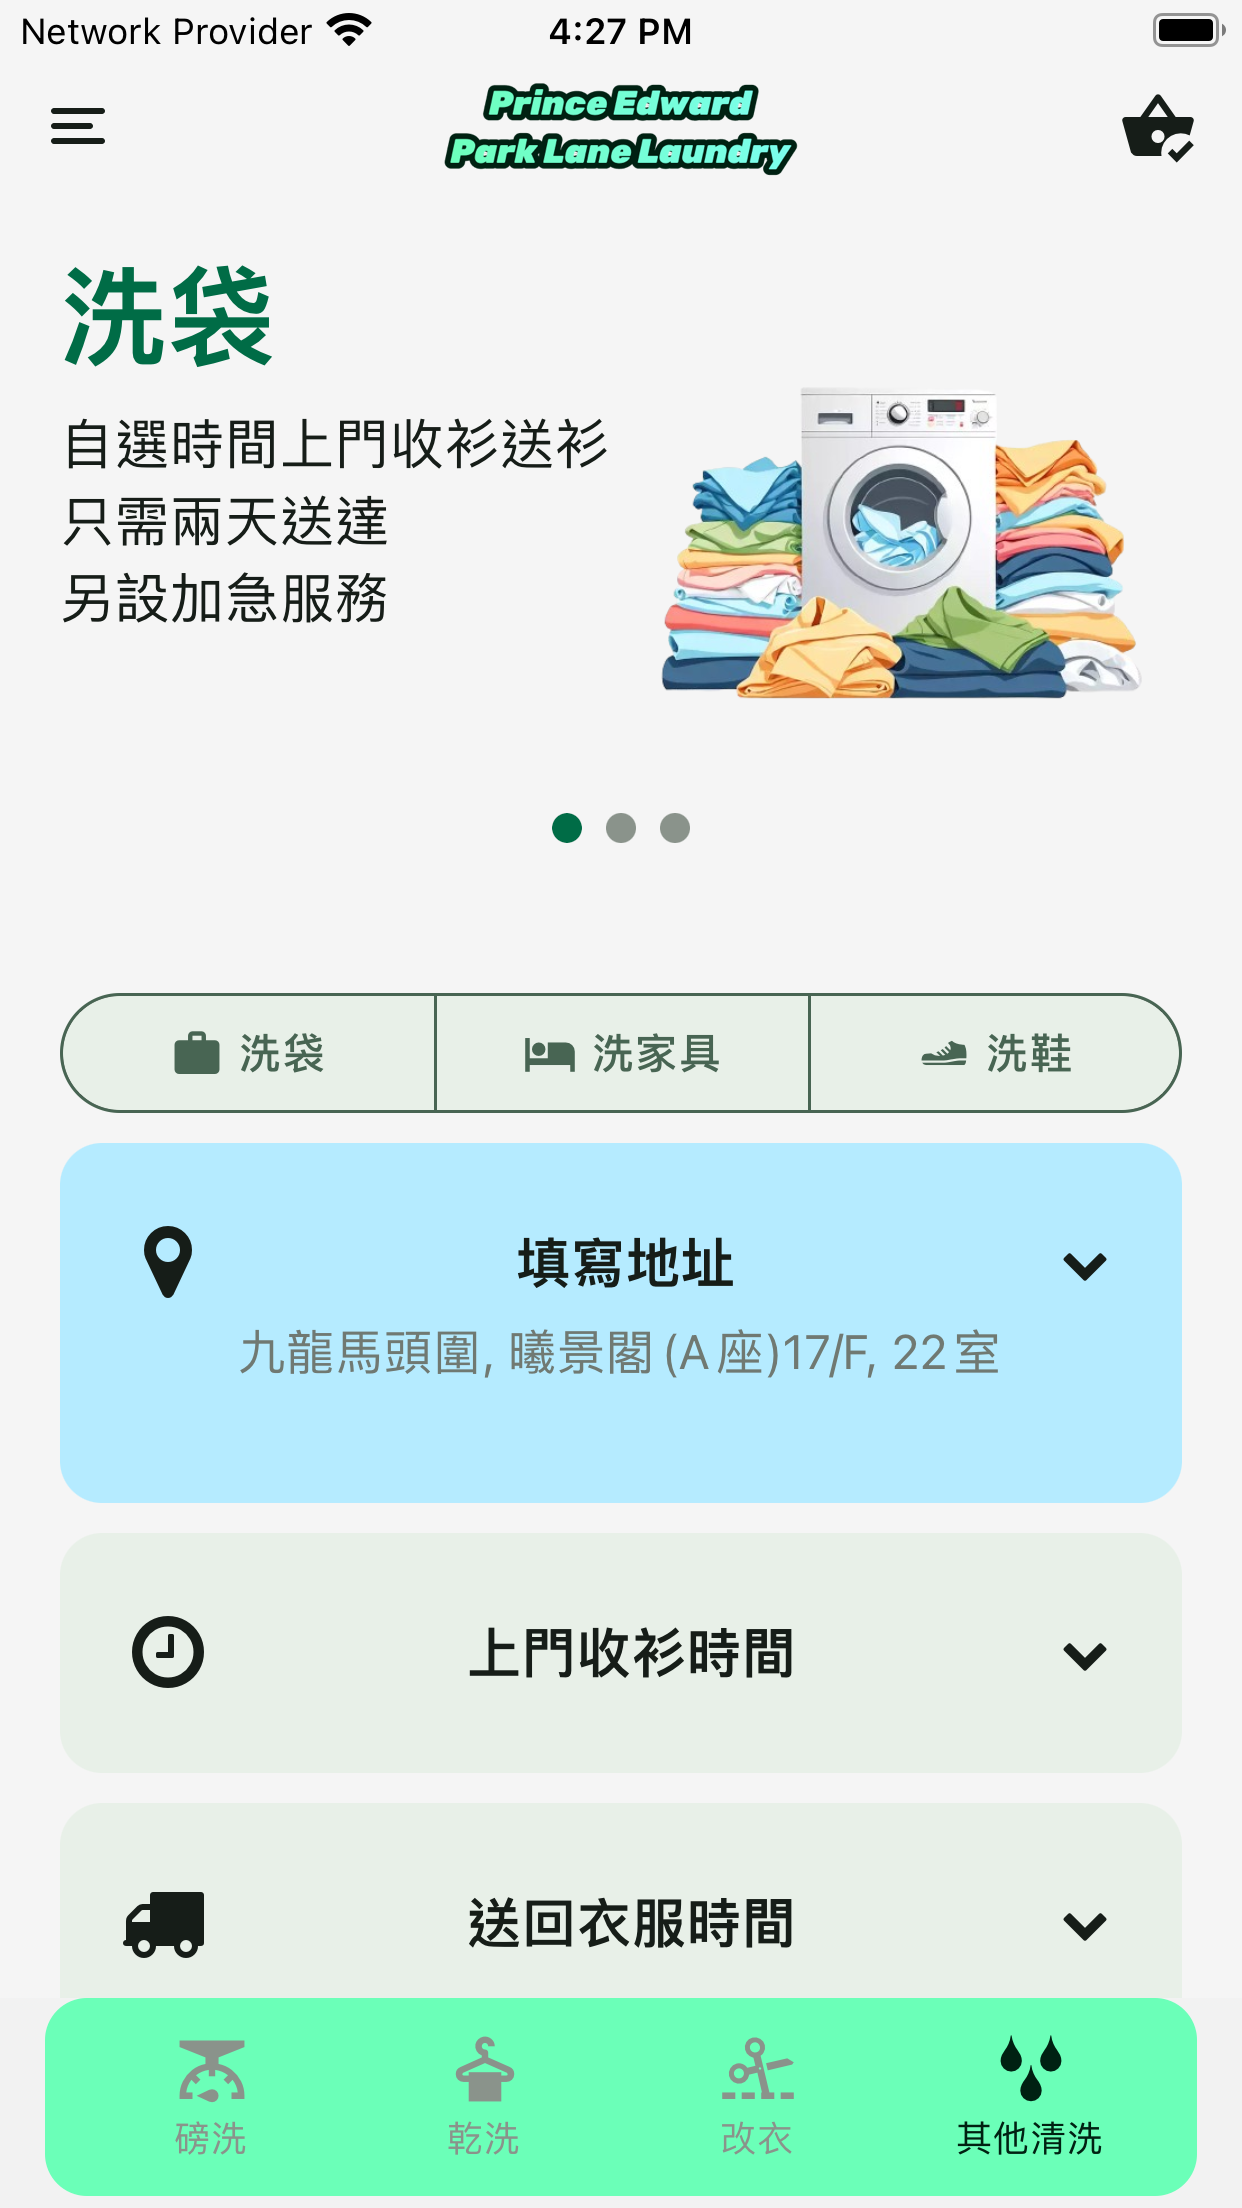 Network Provider
4:27 PM
Prince Edward
Park Lane Laundry
洗袋
自選時間上門收衫送衫
只需兩天送達
另設加急服務
洗袋
洗家具
洗鞋
填寫地址
九龍馬頭圍, 曦景閣 (A 座)17/F, 22 室
上門收衫時間
送回衣服時間
磅洗
乾洗
改衣
其他清洗